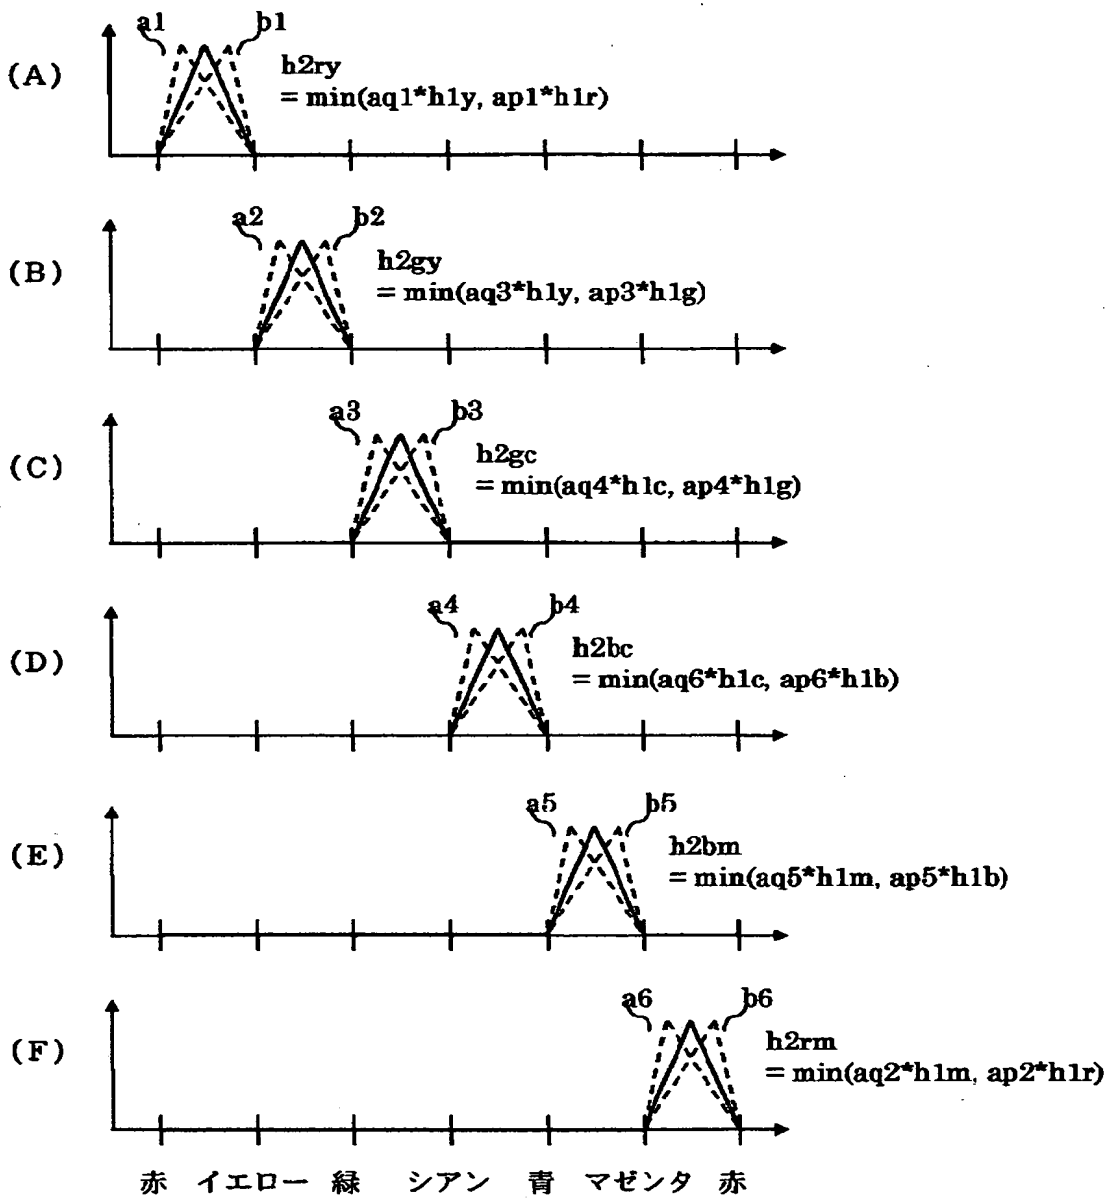 a1 b1
(A)
h2ry
= min(aq1*h1y, ap1*h1r)
a2 b2
(B)
h2gy
= min(aq3*h1y, ap3*h1g)
a3 b3
(C)
h2gc
= min(aq4*h1c, ap4*h1g)
a4 b4
(D)
h2bc
= min(aq6*h1c, ap6*h1b)
a5 b5
(E)
h2bm
= min(aq5*h1m, ap5*h1b)
a6 b6
(F)
h2rm
= min(aq2*h1m, ap2*h1r)
赤 イエロー 緑 シアン 青 マゼンタ 赤